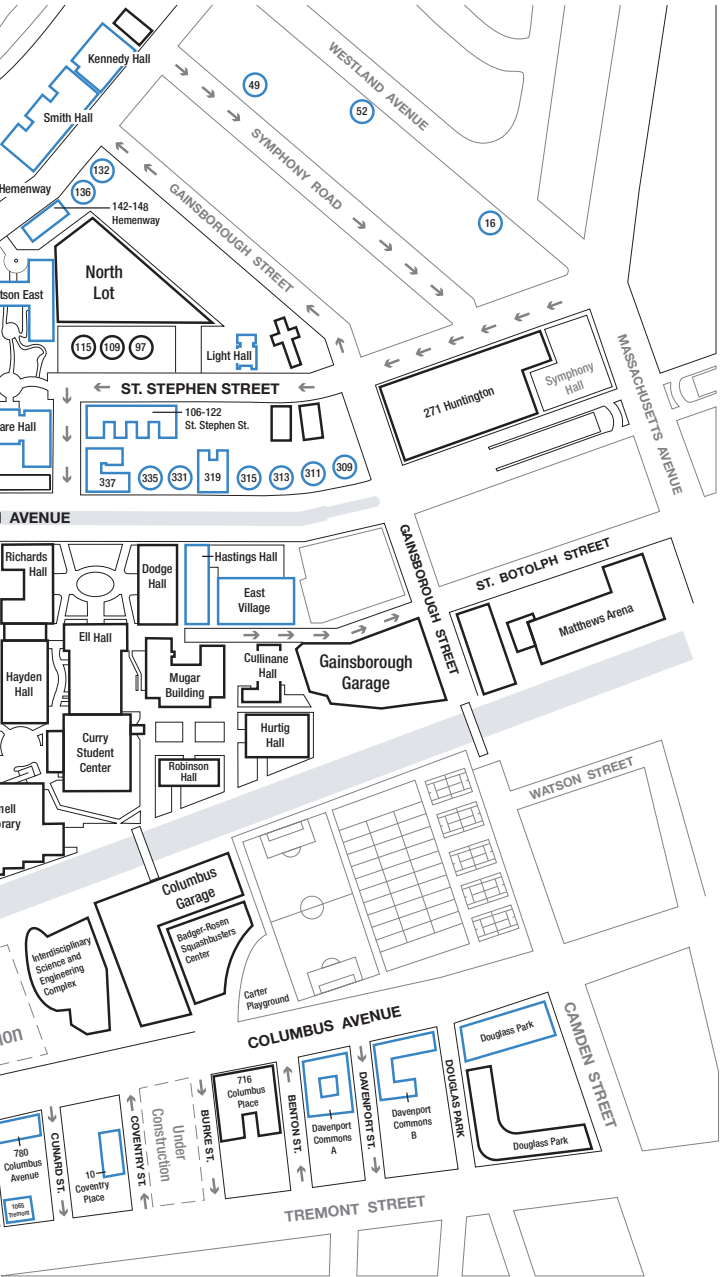 Kennedy Hall
Smith Hall
49
52
WESTLAND AVENUE
SYMPHONY ROAD
132
136
Hemenway
142-148
Hemenway
GAINSBOROUGH STREET
16
North
Lot
tson East
115
109
97
Light Hall
ST. STEPHEN STREET
271 Huntington
Symphony
Hall
MASSACHUSETTS AVENUE
are Hall
106-122
St. Stephen St.
337
335
331
319
315
313
311
309
AVENUE
Richards
Hall
Dodge
Hall
Hastings Hall
East
Village
GAINSBOROUGH STREET
ST. BOTOLPH STREET
Matthews Arena
Ell Hall
Hayden
Hall
Mugar
Building
Cullinane
Hall
Gainsborough
Garage
Curry
Student
Center
Hurtig
Hall
Robinson
Hall
nell
rary
WATSON STREET
Columbus
Garage
Badger-Rosen
Squashbusters
Center
Interdisciplinary
Science and
Engineering
Complex
Carter
Playground
ion
COLUMBUS AVENUE
CAMDEN STREET
Douglass Park
Douglass Park
716
Columbus
Place
Davenport
Commons
A
Davenport
Commons
B
DOUGLAS PARK
DAVENPORT ST.
BENTON ST.
BURKE ST.
Under
Construction
COVENTRY ST.
10
Coventry
Place
CUNARD ST.
780
Columbus
Avenue
1065
Tremont
TREMONT STREET